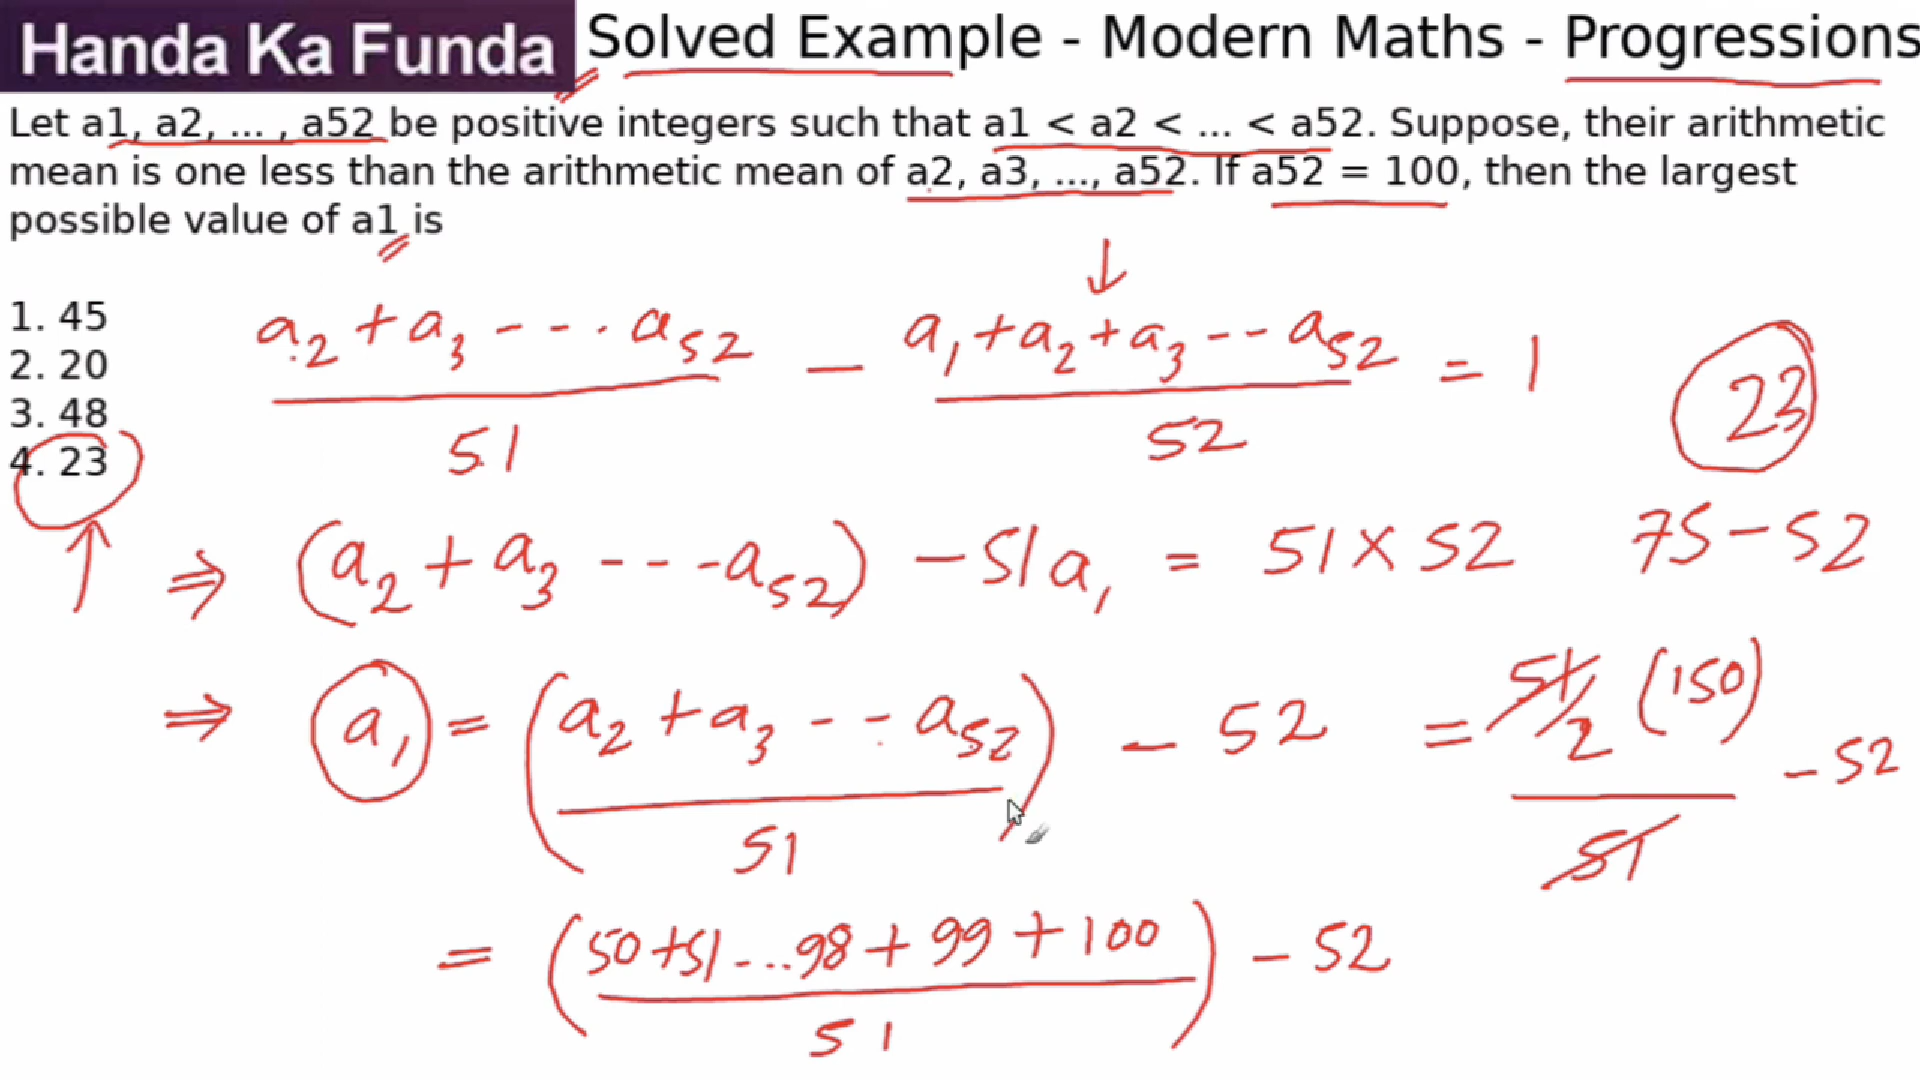 Handa Ka Funda Solved Example - Modern Maths - Progressions
Let a1, a2, ... , a52 be positive integers such that a1 < a2 < ... < a52. Suppose, their arithmetic
mean is one less than the arithmetic mean of a2, a3, ..., a52. If a52 = 100, then the largest
possible value of a1 is
1. 45
2. 20
3. 48
4. 23
a₂ + a₃ - - - a₅₂ / 51 - a₁ + a₂ + a₃ - - a₅₂ / 52 = 1
23
75 - 52
⇒ (a₂ + a₃ - - - a₅₂) - 51a₁ = 51 × 52
⇒ a₁ = (a₂ + a₃ - - a₅₂ / 51) - 52 = 51/2 (150) / 51 - 52
= (50 + 51 - ... 98 + 99 + 100 / 51) - 52